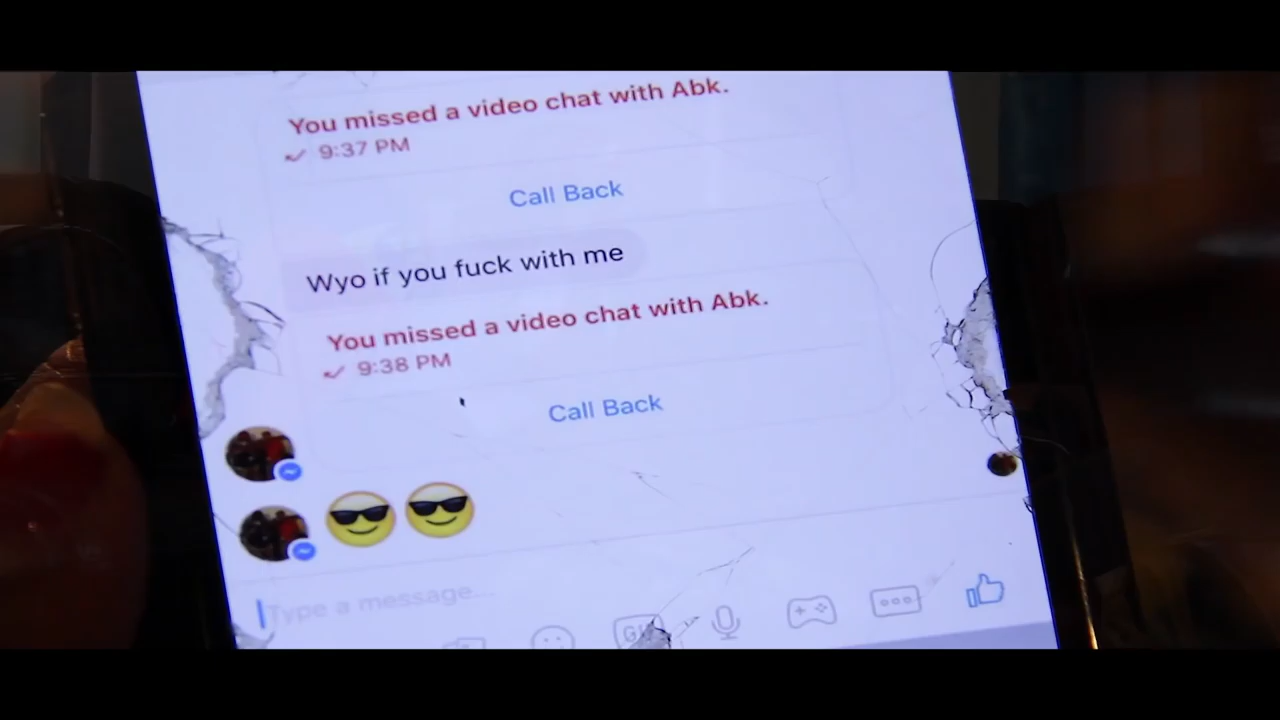 You missed a video chat with Abk.
9:37 PM
Call Back
Wyo if you fuck with me
You missed a video chat with Abk.
9:38 PM
Call Back
Type a message...
GIF